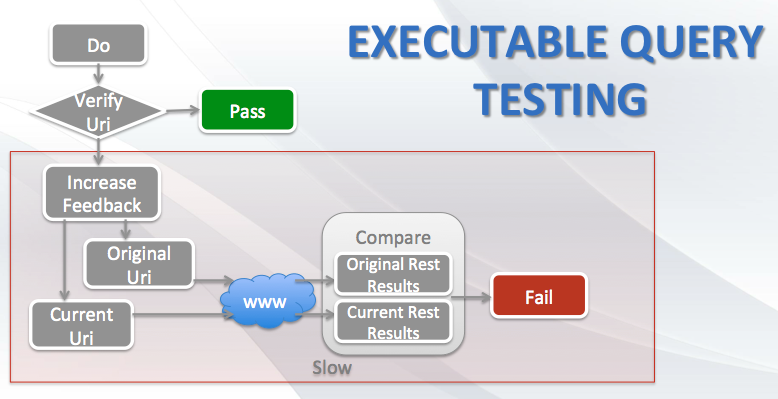 EXECUTABLE QUERY
TESTING
Do
Verify
Uri
Pass
Increase
Feedback
Original
Uri
Current
Uri
www
Compare
Original Rest
Results
Current Rest
Results
Fail
Slow